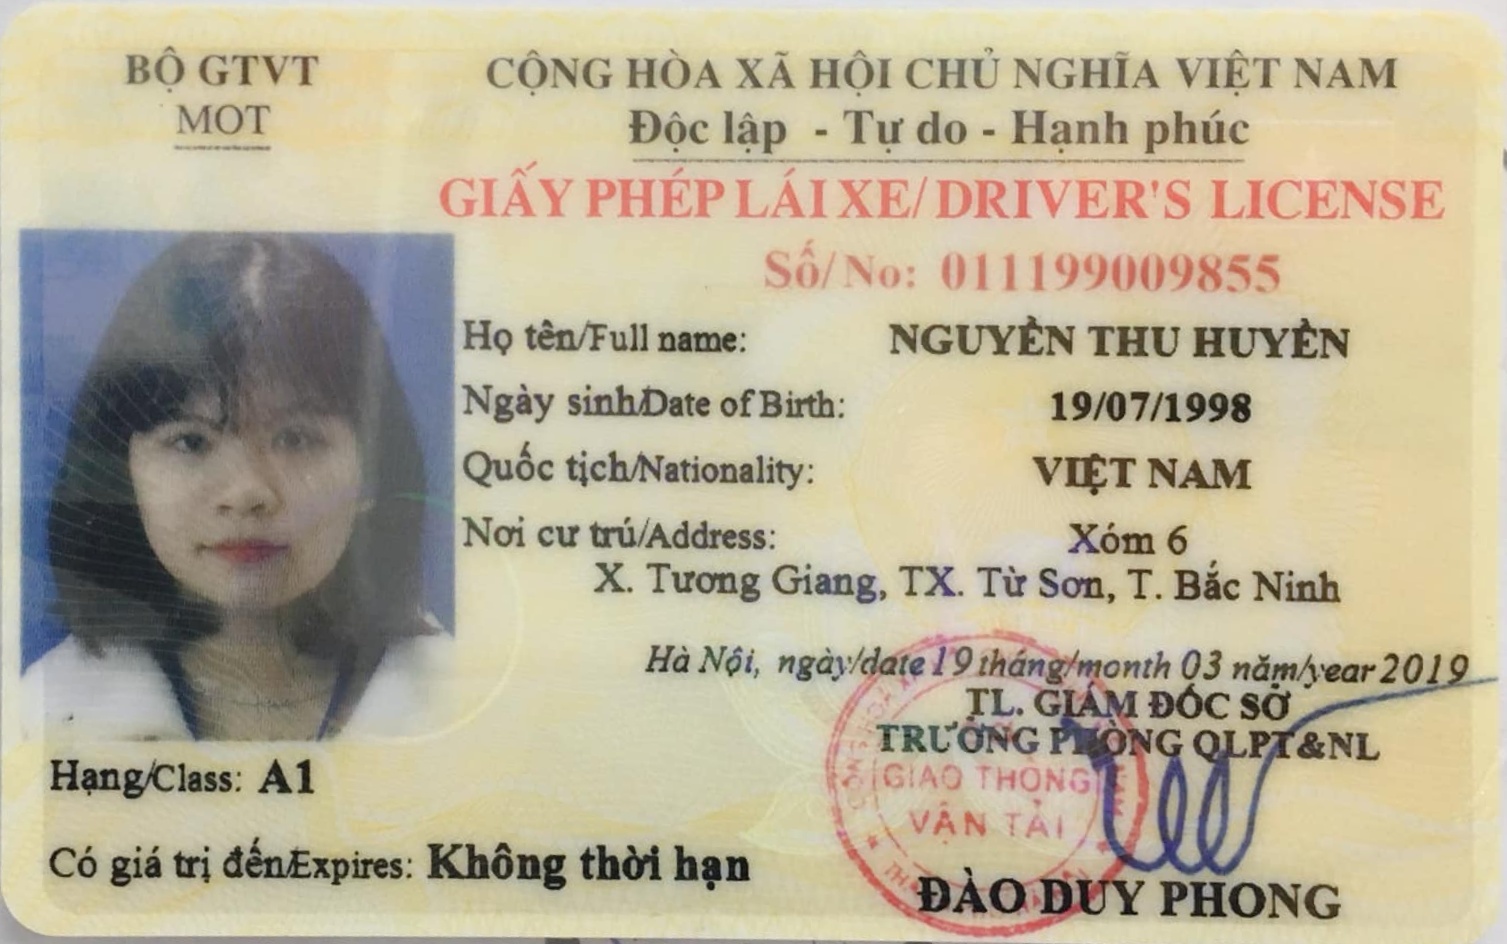 BỘ GTVT
MOT
CỘNG HÒA XÃ HỘI CHỦ NGHĨA VIỆT NAM
Độc lập - Tự do - Hạnh phúc
GIẤY PHÉP LÁI XE/ DRIVER'S LICENSE
Số/ No: 011199009855
Họ tên/Full name: NGUYỄN THU HUYỀN
Ngày sinh/Date of Birth: 19/07/1998
Quốc tịch/Nationality: VIỆT NAM
Nơi cư trú/Address: Xóm 6
X. Tương Giang, TX. Từ Sơn, T. Bắc Ninh
Hà Nội, ngày/date 19 tháng/month 03 năm/year 2019
TL. GIÁM ĐỐC SỞ
TRƯỞNG PHÒNG QLPT&NL
GIAO THÔNG
VẬN TẢI
Hạng/Class: A1
Có giá trị đến/Expires: Không thời hạn
ĐÀO DUY PHONG